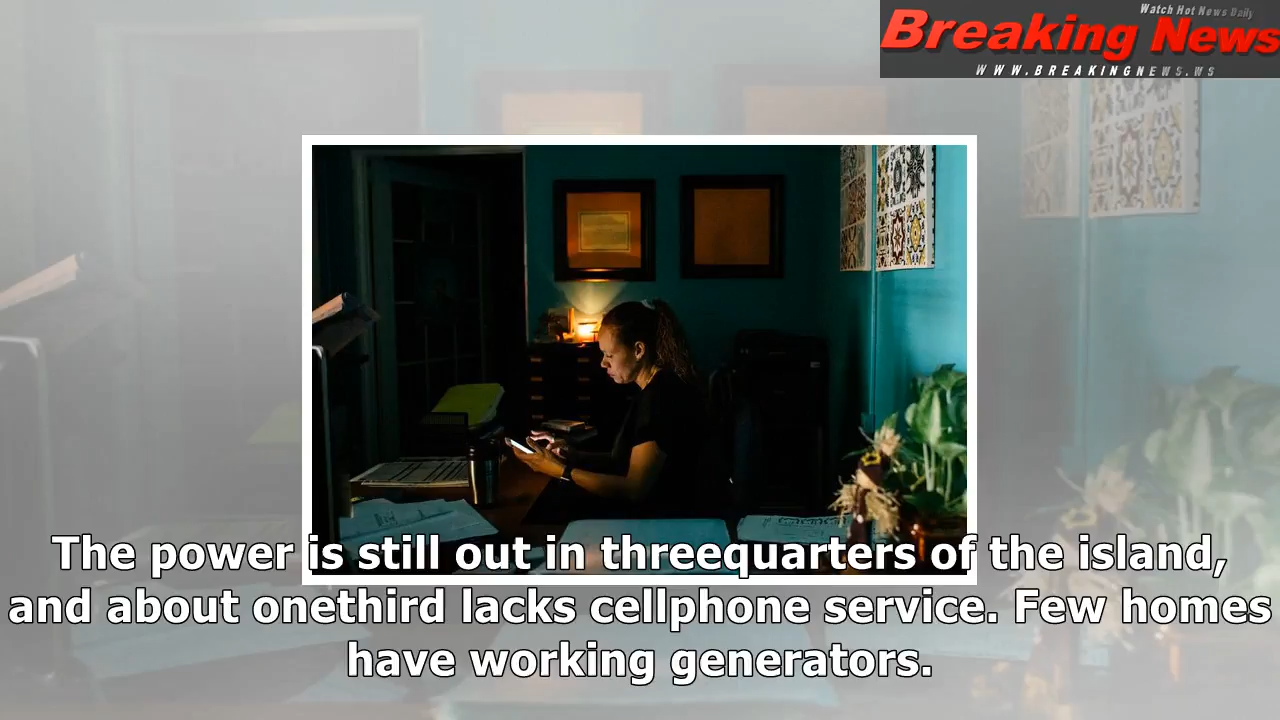 Watch Hot News Daily
Breaking News
WWW.BREAKINGNEWS.WS
The power is still out in threequarters of the island,
and about onethird lacks cellphone service. Few homes
have working generators.